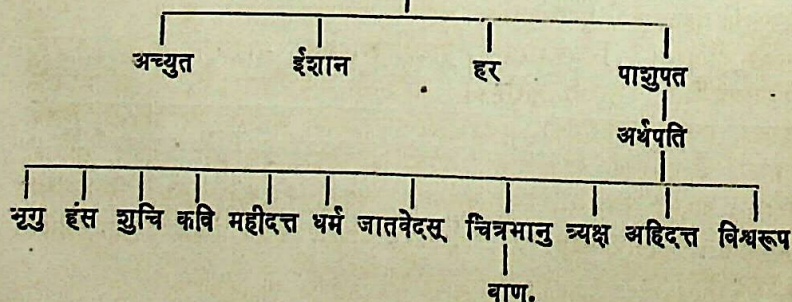 अच्युत ईशान हर पाशुपत
अर्थपति
भृगु हंस शुचि कवि महीदत्त धर्म जातवेदस् चित्रभानु त्र्यक्ष अहिदत्त विश्वरूप
बाण.